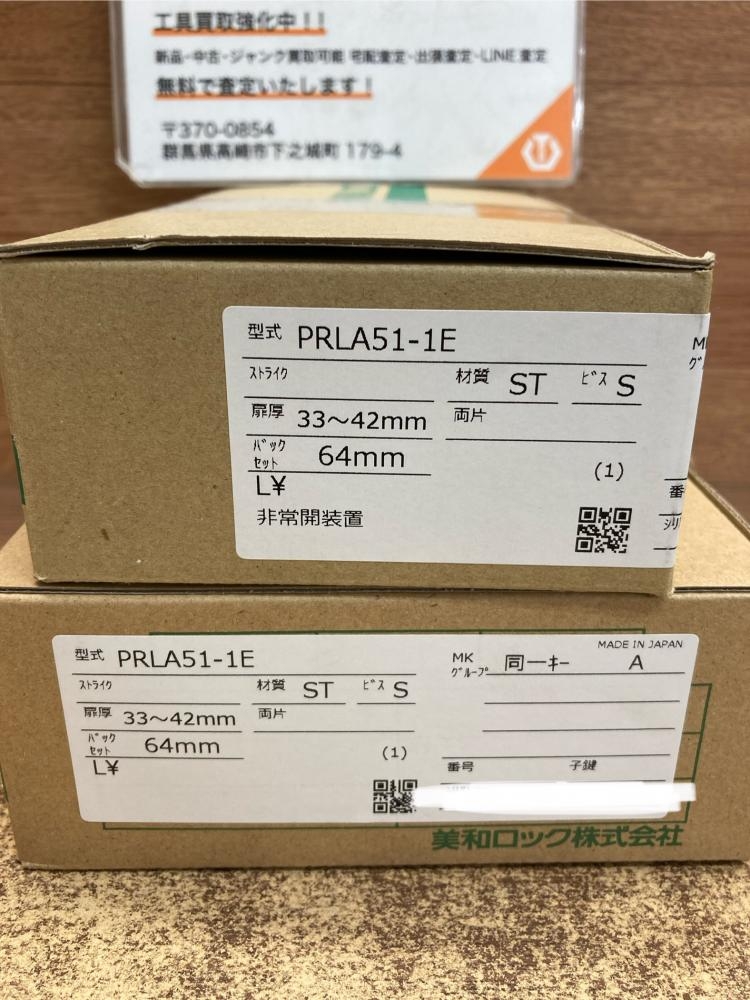 工具買取強化中!!
新品・中古・ジャンク買取可能 宅配査定・出張査定・LINE査定
無料で査定いたします!
〒370-0854
群馬県高崎市下之城町 179-4
型式 PRLA51-1E
ストライク
材質 ST ビス S
扉厚 33〜42mm 両片
バックセット 64mm
(1)
L¥
非常開装置
番
型式 PRLA51-1E
ストライク
材質 ST ビス S
扉厚 33〜42mm 両片
バックセット 64mm
(1)
L¥
MADE IN JAPAN
MKグループ 同一キー A
番号 子鍵
美和ロック株式会社